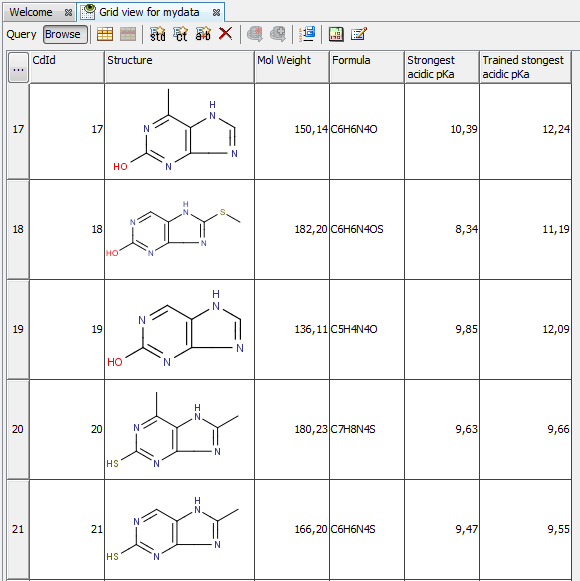 Welcome Grid view for mydata
Query Browse std ct a-b
... CdId Structure Mol Weight Formula Strongest acidic pKa Trained stongest acidic pKa
17 17 N H N HO N N 150,14 C6H6N4O 10,39 12,24
18 18 N H N S HO N N 182,20 C6H6N4OS 8,34 11,19
19 19 N H N HO N N 136,11 C5H4N4O 9,85 12,09
20 20 N H N HS N N 180,23 C7H8N4S 9,63 9,66
21 21 N H N HS N N 166,20 C6H6N4S 9,47 9,55